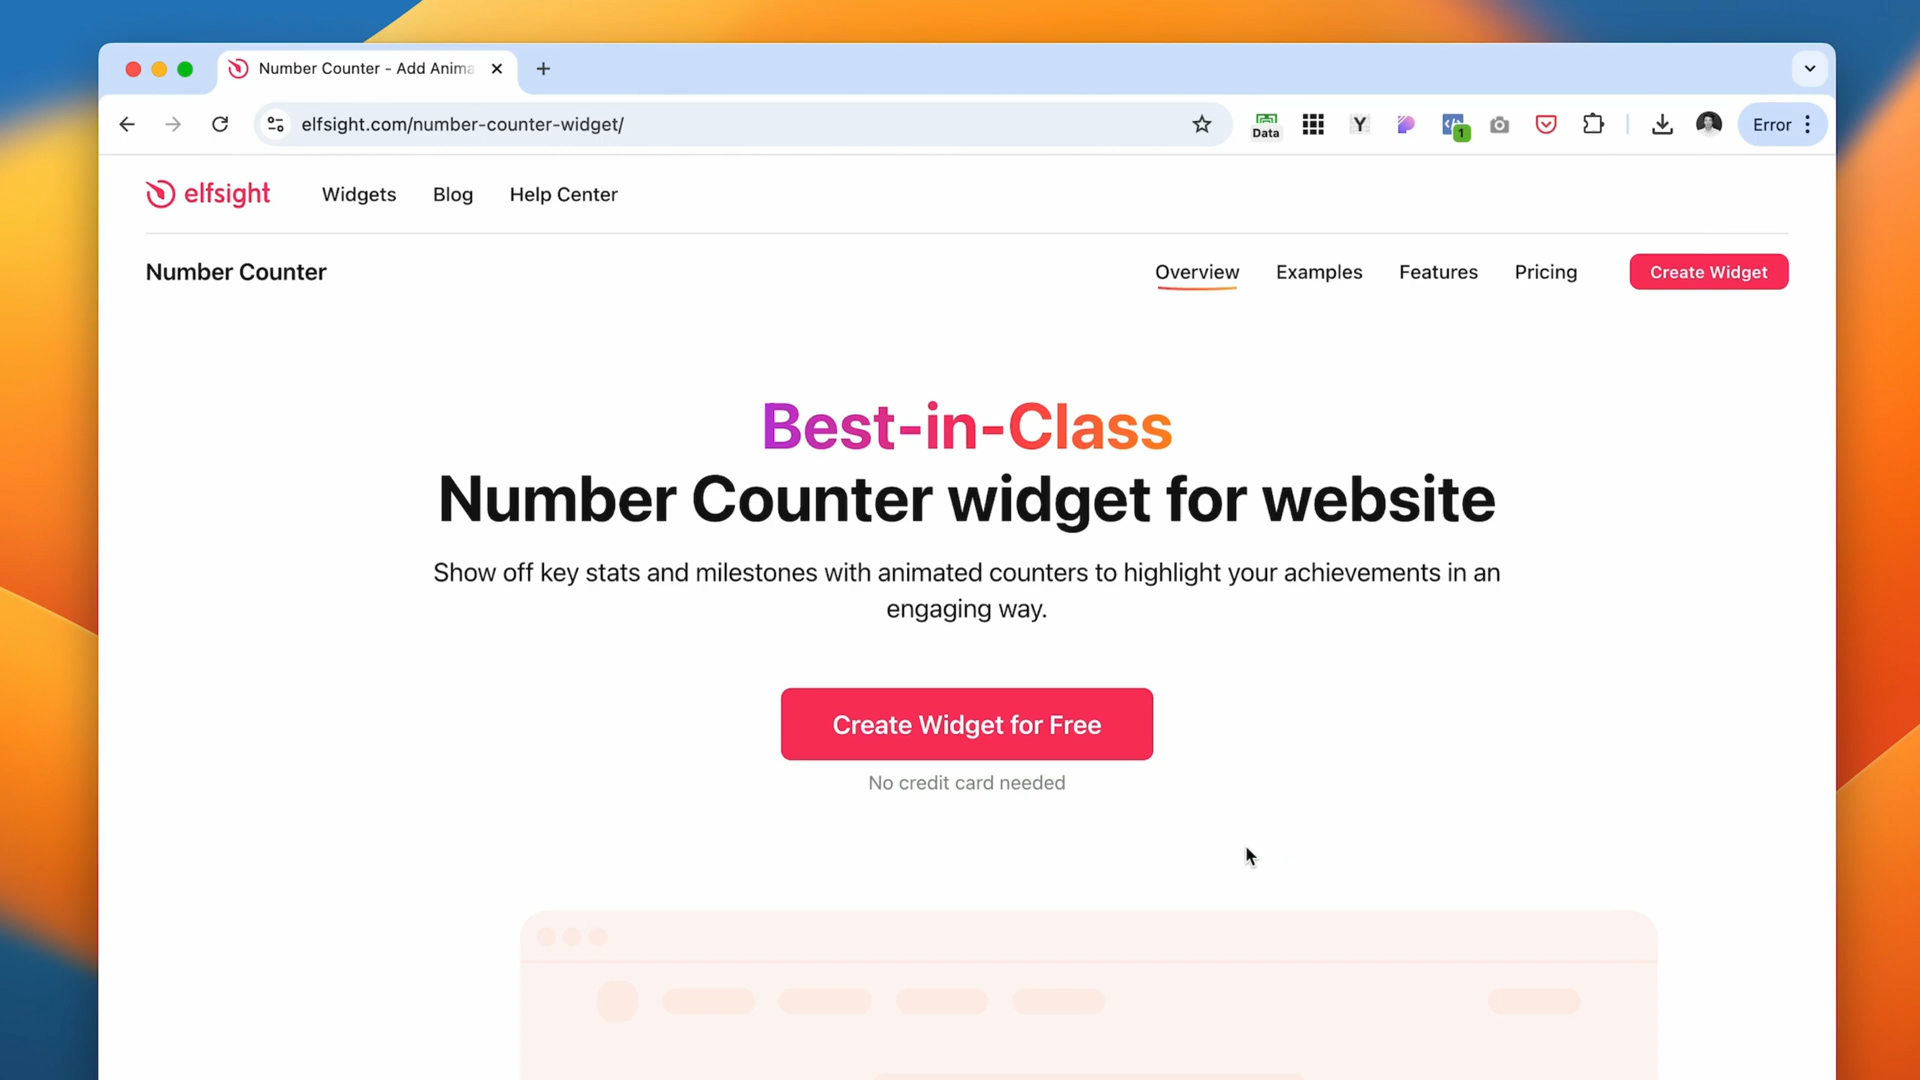 Number Counter - Add Anima
elfsight.com/number-counter-widget/
Data
Y
1
Error
elfsight
Widgets
Blog
Help Center
Number Counter
Overview
Examples
Features
Pricing
Create Widget
Best-in-Class
Number Counter widget for website
Show off key stats and milestones with animated counters to highlight your achievements in an
engaging way.
Create Widget for Free
No credit card needed